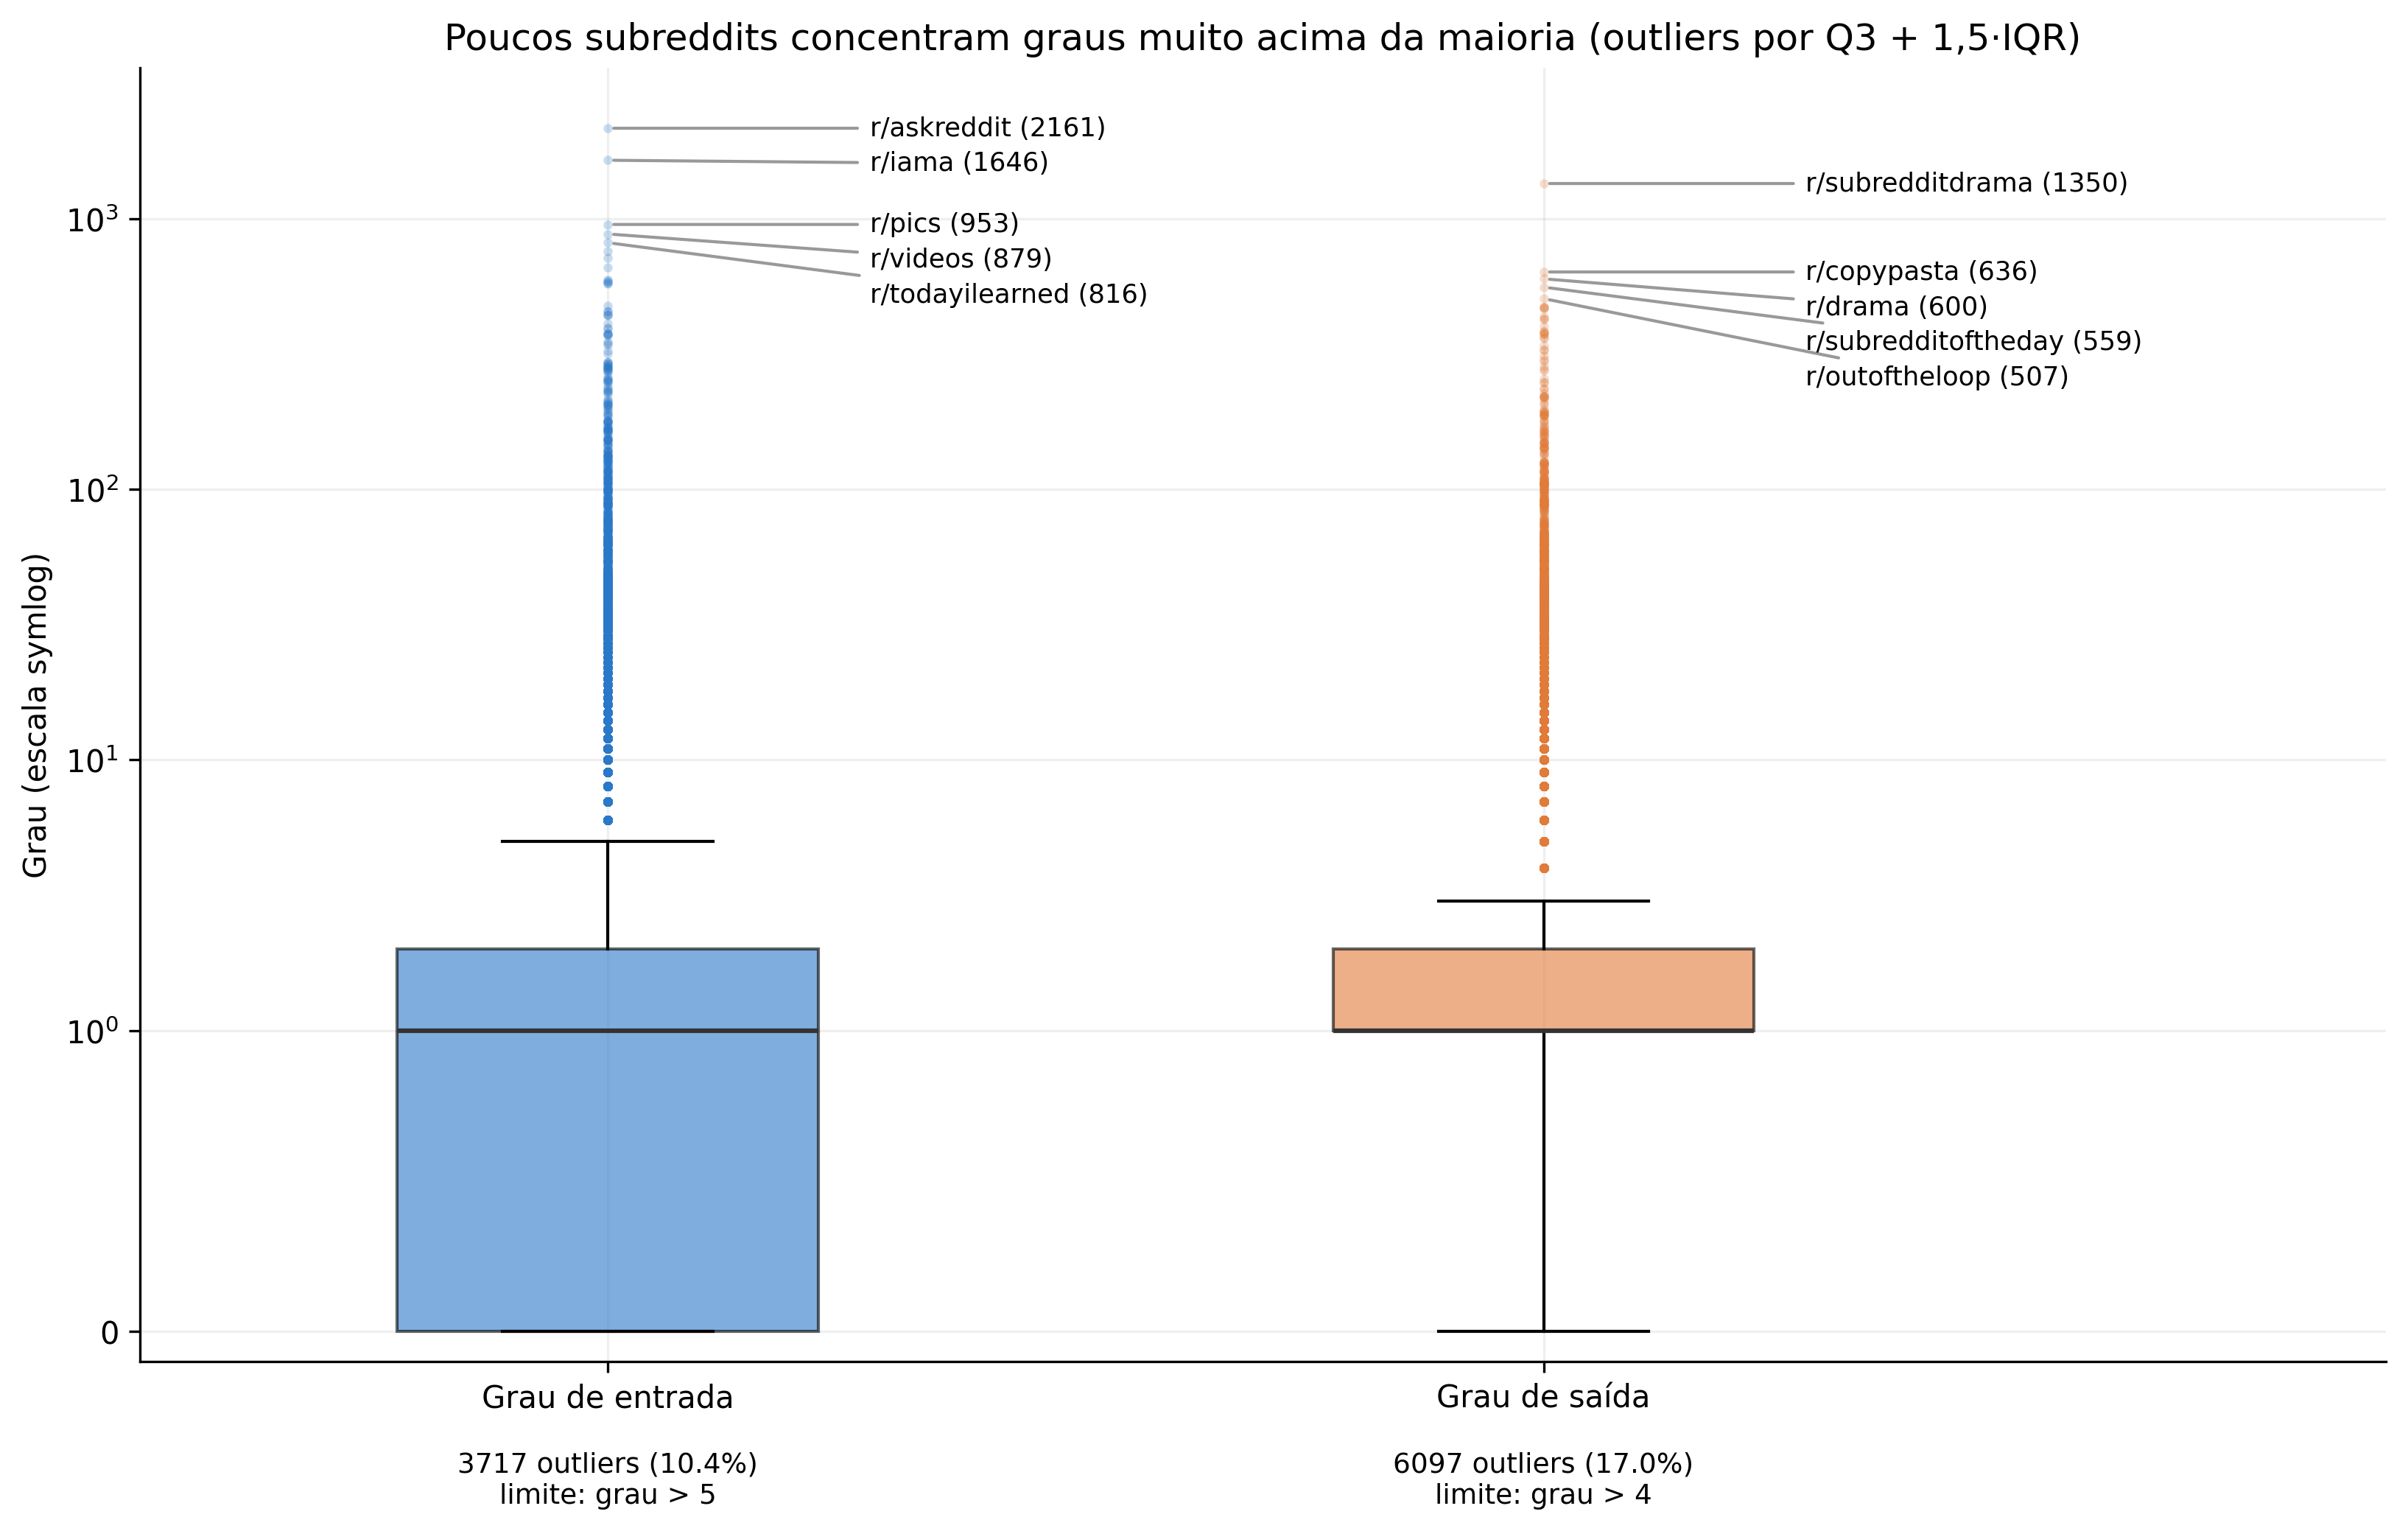 Poucos subreddits concentram graus muito acima da maioria (outliers por Q3 + 1,5·IQR)
Grau (escala symlog)
10³
10²
10¹
10⁰
0
r/askreddit (2161)
r/iama (1646)
r/pics (953)
r/videos (879)
r/todayilearned (816)
r/subredditdrama (1350)
r/copypasta (636)
r/drama (600)
r/subredditoftheday (559)
r/outoftheloop (507)
Grau de entrada
3717 outliers (10.4%)
limite: grau > 5
Grau de saída
6097 outliers (17.0%)
limite: grau > 4